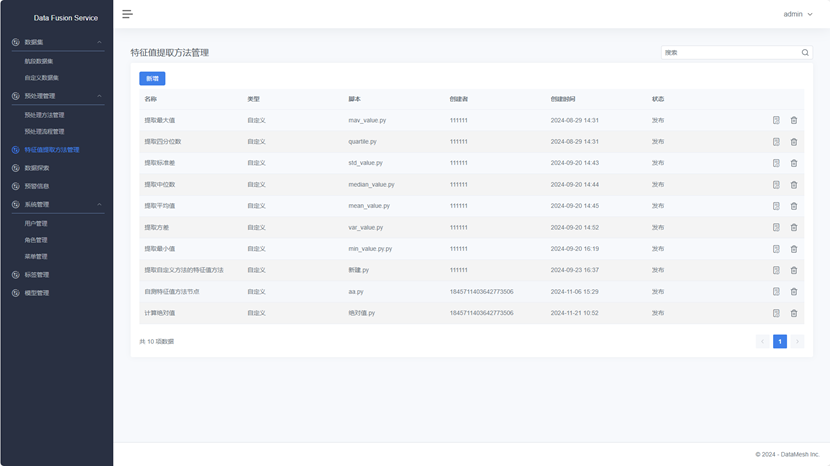 Data Fusion Service
admin
数据集
航段数据集
自定义数据集
预处理管理
预处理方法管理
预处理流程管理
特征值提取方法管理
数据探索
预警信息
系统管理
用户管理
角色管理
菜单管理
标签管理
模型管理
特征值提取方法管理
搜索
新增
名称 类型 脚本 创建者 创建时间 状态
提取最大值 自定义 mav_value.py 111111 2024-08-29 14:31 发布
提取四分位数 自定义 quartile.py 111111 2024-08-29 14:31 发布
提取标准差 自定义 std_value.py 111111 2024-09-20 14:43 发布
提取中位数 自定义 median_value.py 111111 2024-09-20 14:44 发布
提取平均值 自定义 mean_value.py 111111 2024-09-20 14:45 发布
提取方差 自定义 var_value.py 111111 2024-09-20 14:52 发布
提取最小值 自定义 min_value.py.py 111111 2024-09-20 16:19 发布
提取自定义方法的特征值方法 自定义 新建.py 111111 2024-09-23 16:37 发布
自测特征值方法节点 自定义 aa.py 1845711403642773506 2024-11-06 15:29 发布
计算绝对值 自定义 绝对值.py 1845711403642773506 2024-11-21 10:52 发布
共 10 项数据
1
© 2024 - DataMesh Inc.